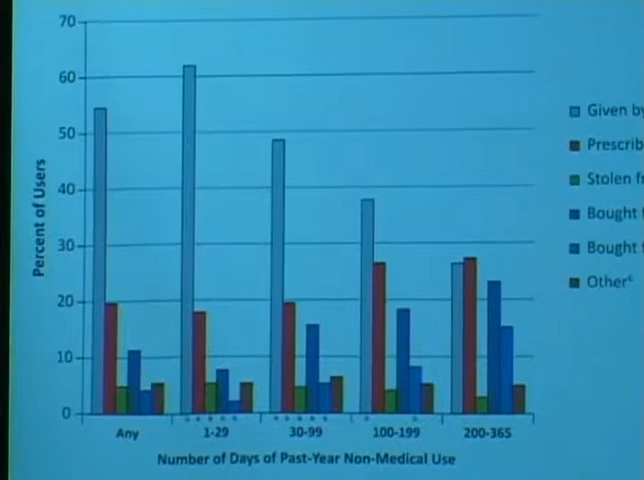 70
60
50
40
30
20
10
0
Percent of Users
Any 1-29 30-99 100-199 200-365
Number of Days of Past-Year Non-Medical Use
Given by
Prescrib
Stolen f
Bought
Bought
Other